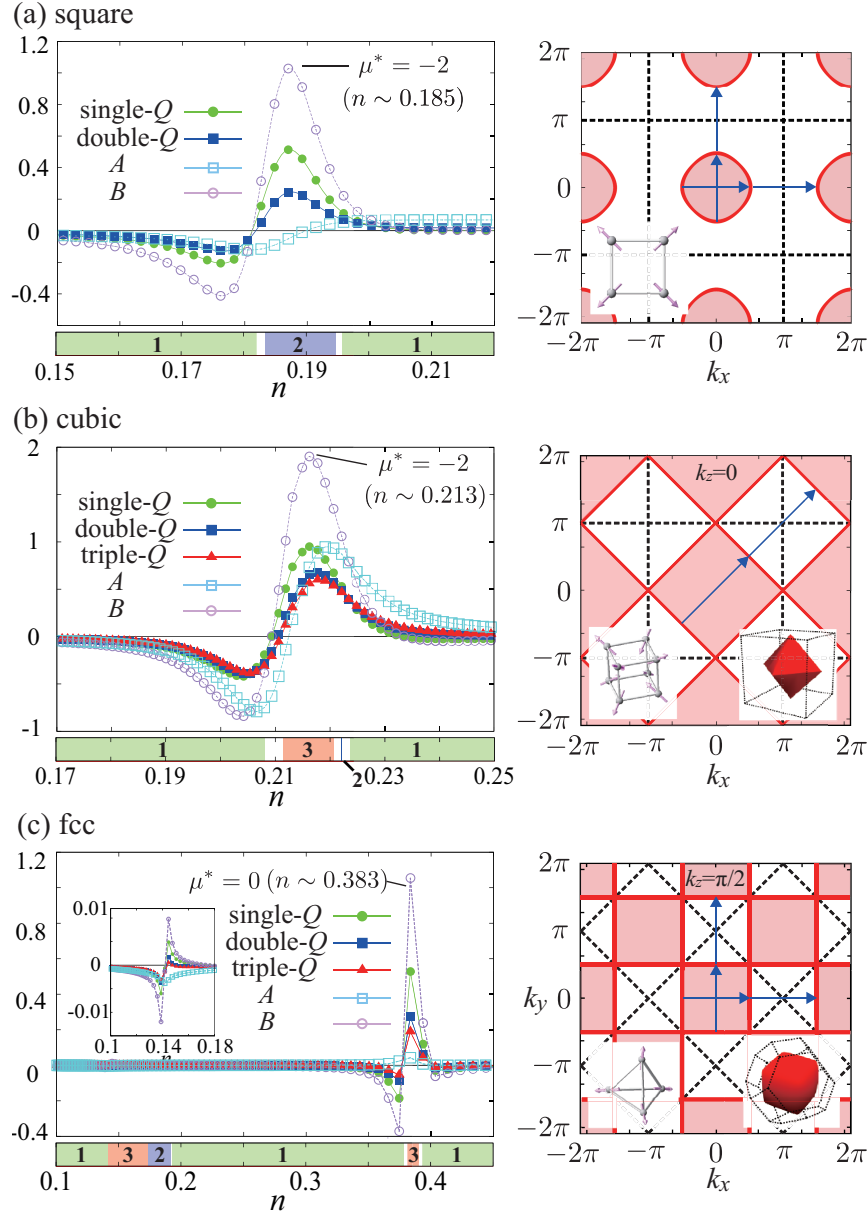 (a) square
1.2
0.8
0.4
0
-0.4
μ* = −2
(n ∼ 0.185)
single-Q
double-Q
A
B
1
2
1
0.15
0.17
0.19
0.21
n
2π
π
0
−π
−2π
−2π
−π
0
π
2π
kx
(b) cubic
2
1
0
-1
μ* = −2
(n ∼ 0.213)
single-Q
double-Q
triple-Q
A
B
1
3
1
2
0.17
0.19
0.21
0.23
0.25
n
kz=0
2π
π
0
−π
−2π
−2π
−π
0
π
2π
kx
(c) fcc
1.2
0.8
0.4
0
-0.4
μ* = 0 (n ∼ 0.383)
single-Q
double-Q
triple-Q
A
B
0.01
0
-0.01
0.1
0.14
0.18
n
1
3
2
1
3
1
0.1
0.2
0.3
0.4
n
kz=π/2
2π
π
ky 0
−π
−2π
−2π
−π
0
π
2π
kx